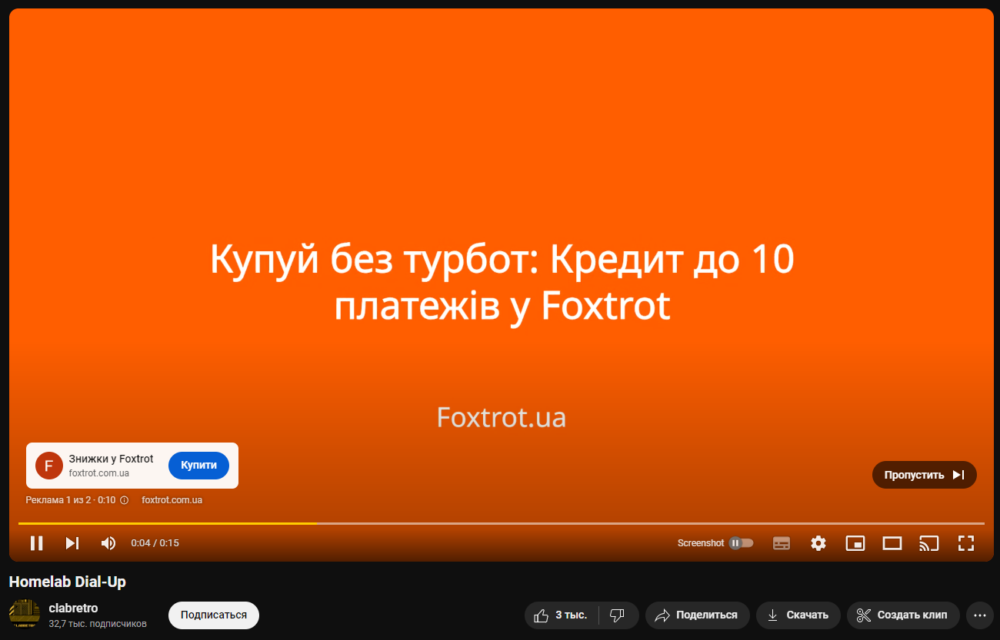 Купуй без турбот: Кредит до 10
платежів у Foxtrot
Foxtrot.ua
F
Знижки у Foxtrot
foxtrot.com.ua
Купити
Пропустить
Реклама 1 из 2 · 0:10
foxtrot.com.ua
0:04 / 0:15
Screenshot
Homelab Dial-Up
clabretro
32,7 тыс. подписчиков
Подписаться
3 тыс.
Поделиться
Скачать
Создать клип